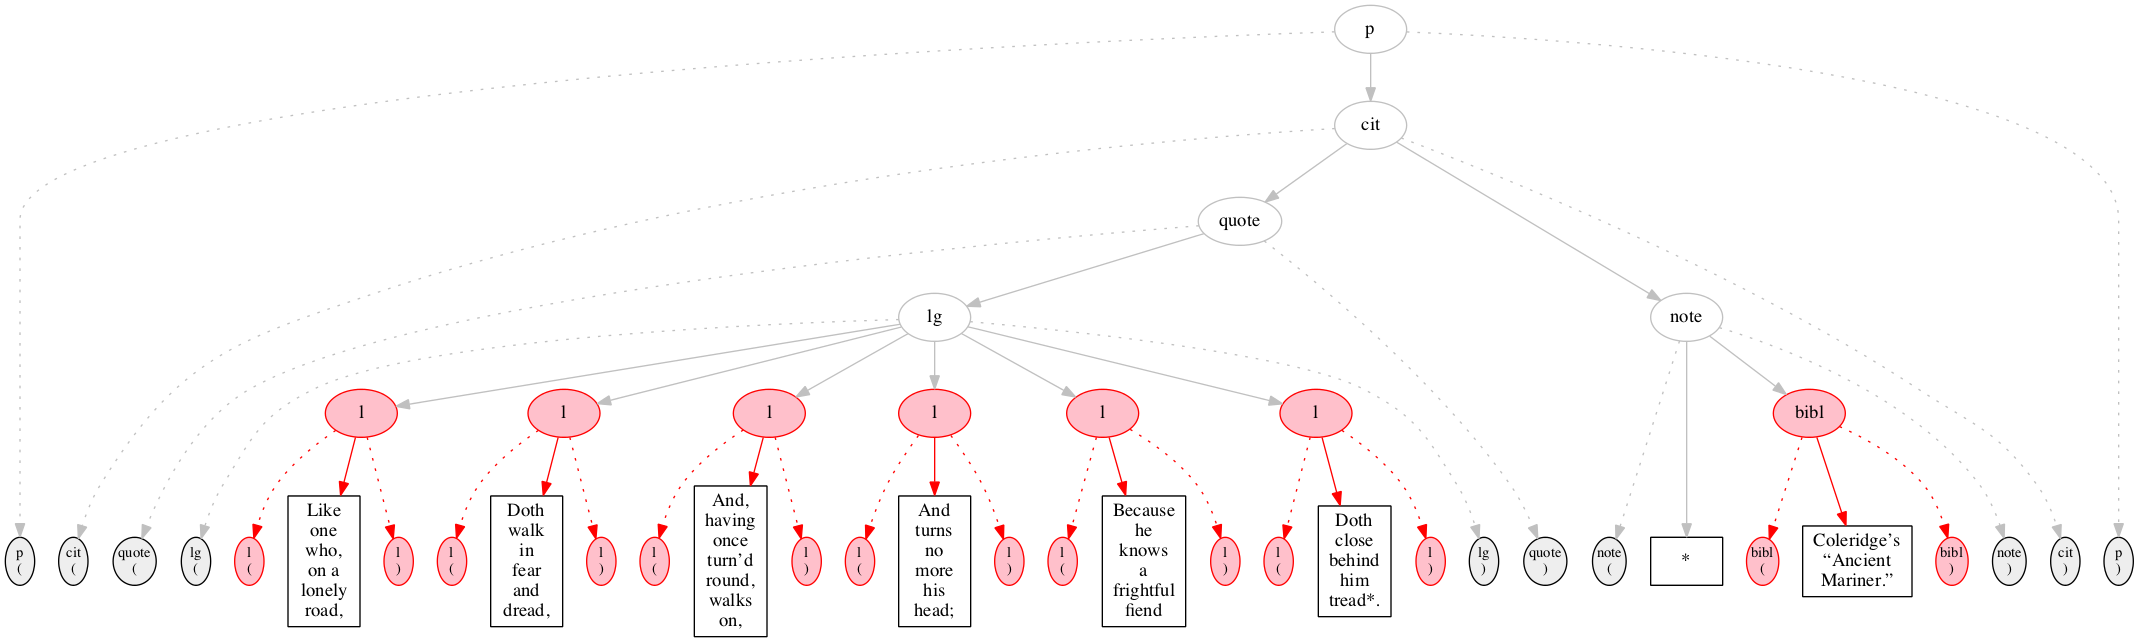 p
cit
quote
lg
note
l
l
l
l
l
l
bibl
p
(
cit
(
quote
(
lg
(
l
(
Like
one
who,
on a
lonely
road,
l
)
l
(
Doth
walk
in
fear
and
dread,
l
)
l
(
And,
having
once
turn’d
round,
walks
on,
l
)
l
(
And
turns
no
more
his
head;
l
)
l
(
Because
he
knows
a
frightful
fiend
l
)
l
(
Doth
close
behind
him
tread*.
l
)
lg
)
quote
)
note
(
*
bibl
(
Coleridge’s
“Ancient
Mariner.”
bibl
)
note
)
cit
)
p
)